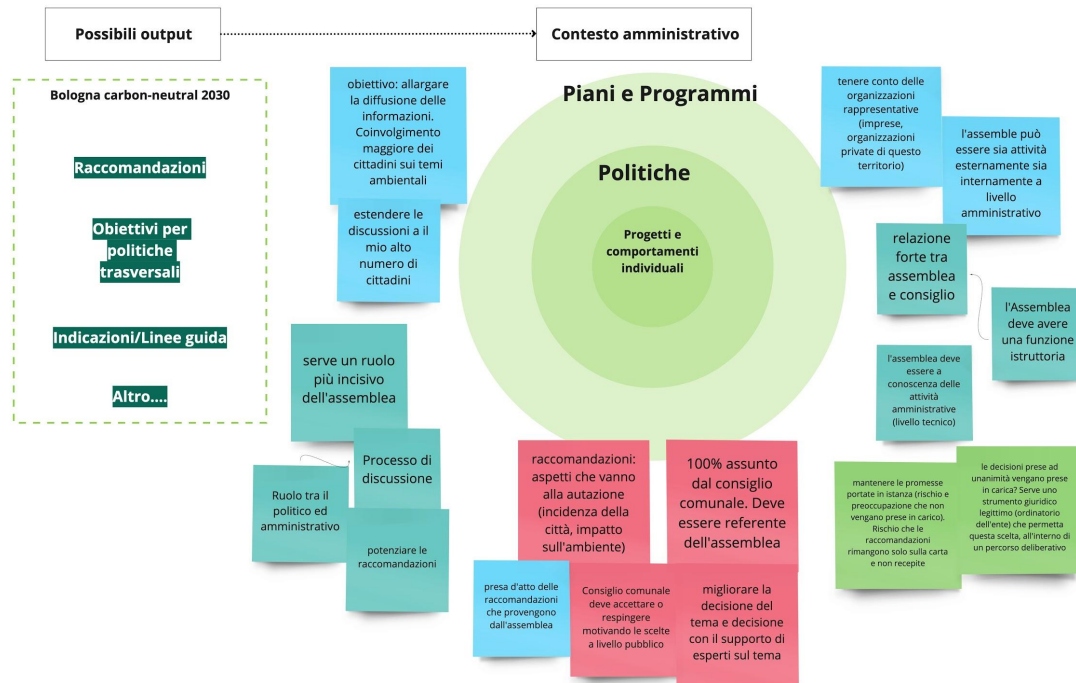 Possibili output
Contesto amministrativo
Bologna carbon-neutral 2030
Raccomandazioni
Obiettivi per
politiche
trasversali
Indicazioni/Linee guida
Altro....
obiettivo: allargare
la diffusione delle
informazioni.
Coinvolgimento
maggiore dei
cittadini sui temi
ambientali
estendere le
discussioni a il
mio alto
numero di
cittadini
Piani e Programmi
Politiche
Progetti e
comportamenti
individuali
tenere conto delle
organizzazioni
rappresentative
(imprese,
organizzazioni
private di questo
territorio)
l'assemble può
essere sia attività
esternamente sia
internamente a
livello
amministrativo
relazione
forte tra
assemblea
e consiglio
l'Assemblea
deve avere
una funzione
istruttoria
l'assemblea deve
essere a
conoscenza delle
attività
amministrative
(livello tecnico)
serve un ruolo
più incisivo
dell'assemblea
Processo di
discussione
Ruolo tra il
politico ed
amministrativo
potenziare le
raccomandazioni
raccomandazioni:
aspetti che vanno
alla autazione
(incidenza della
città, impatto
sull'ambiente)
100% assunto
dal consiglio
comunale. Deve
essere referente
dell'assemblea
presa d'atto delle
raccomandazioni
che provengono
dall'assemblea
Consiglio comunale
deve accettare o
respingere
motivando le scelte
a livello pubblico
migliorare la
decisione del
tema e decisione
con il supporto di
esperti sul tema
mantenere le promesse
portate in istanza (rischio e
preoccupazione che non
vengano prese in carico).
Rischio che le
raccomandazioni
rimangono solo sulla carta
e non recepite
le decisioni prese ad
unanimità vengano prese
in carica? Serve uno
strumento giuridico
legittimo (ordinatorio
dell'ente) che permetta
questa scelta, all'interno di
un percorso deliberativo